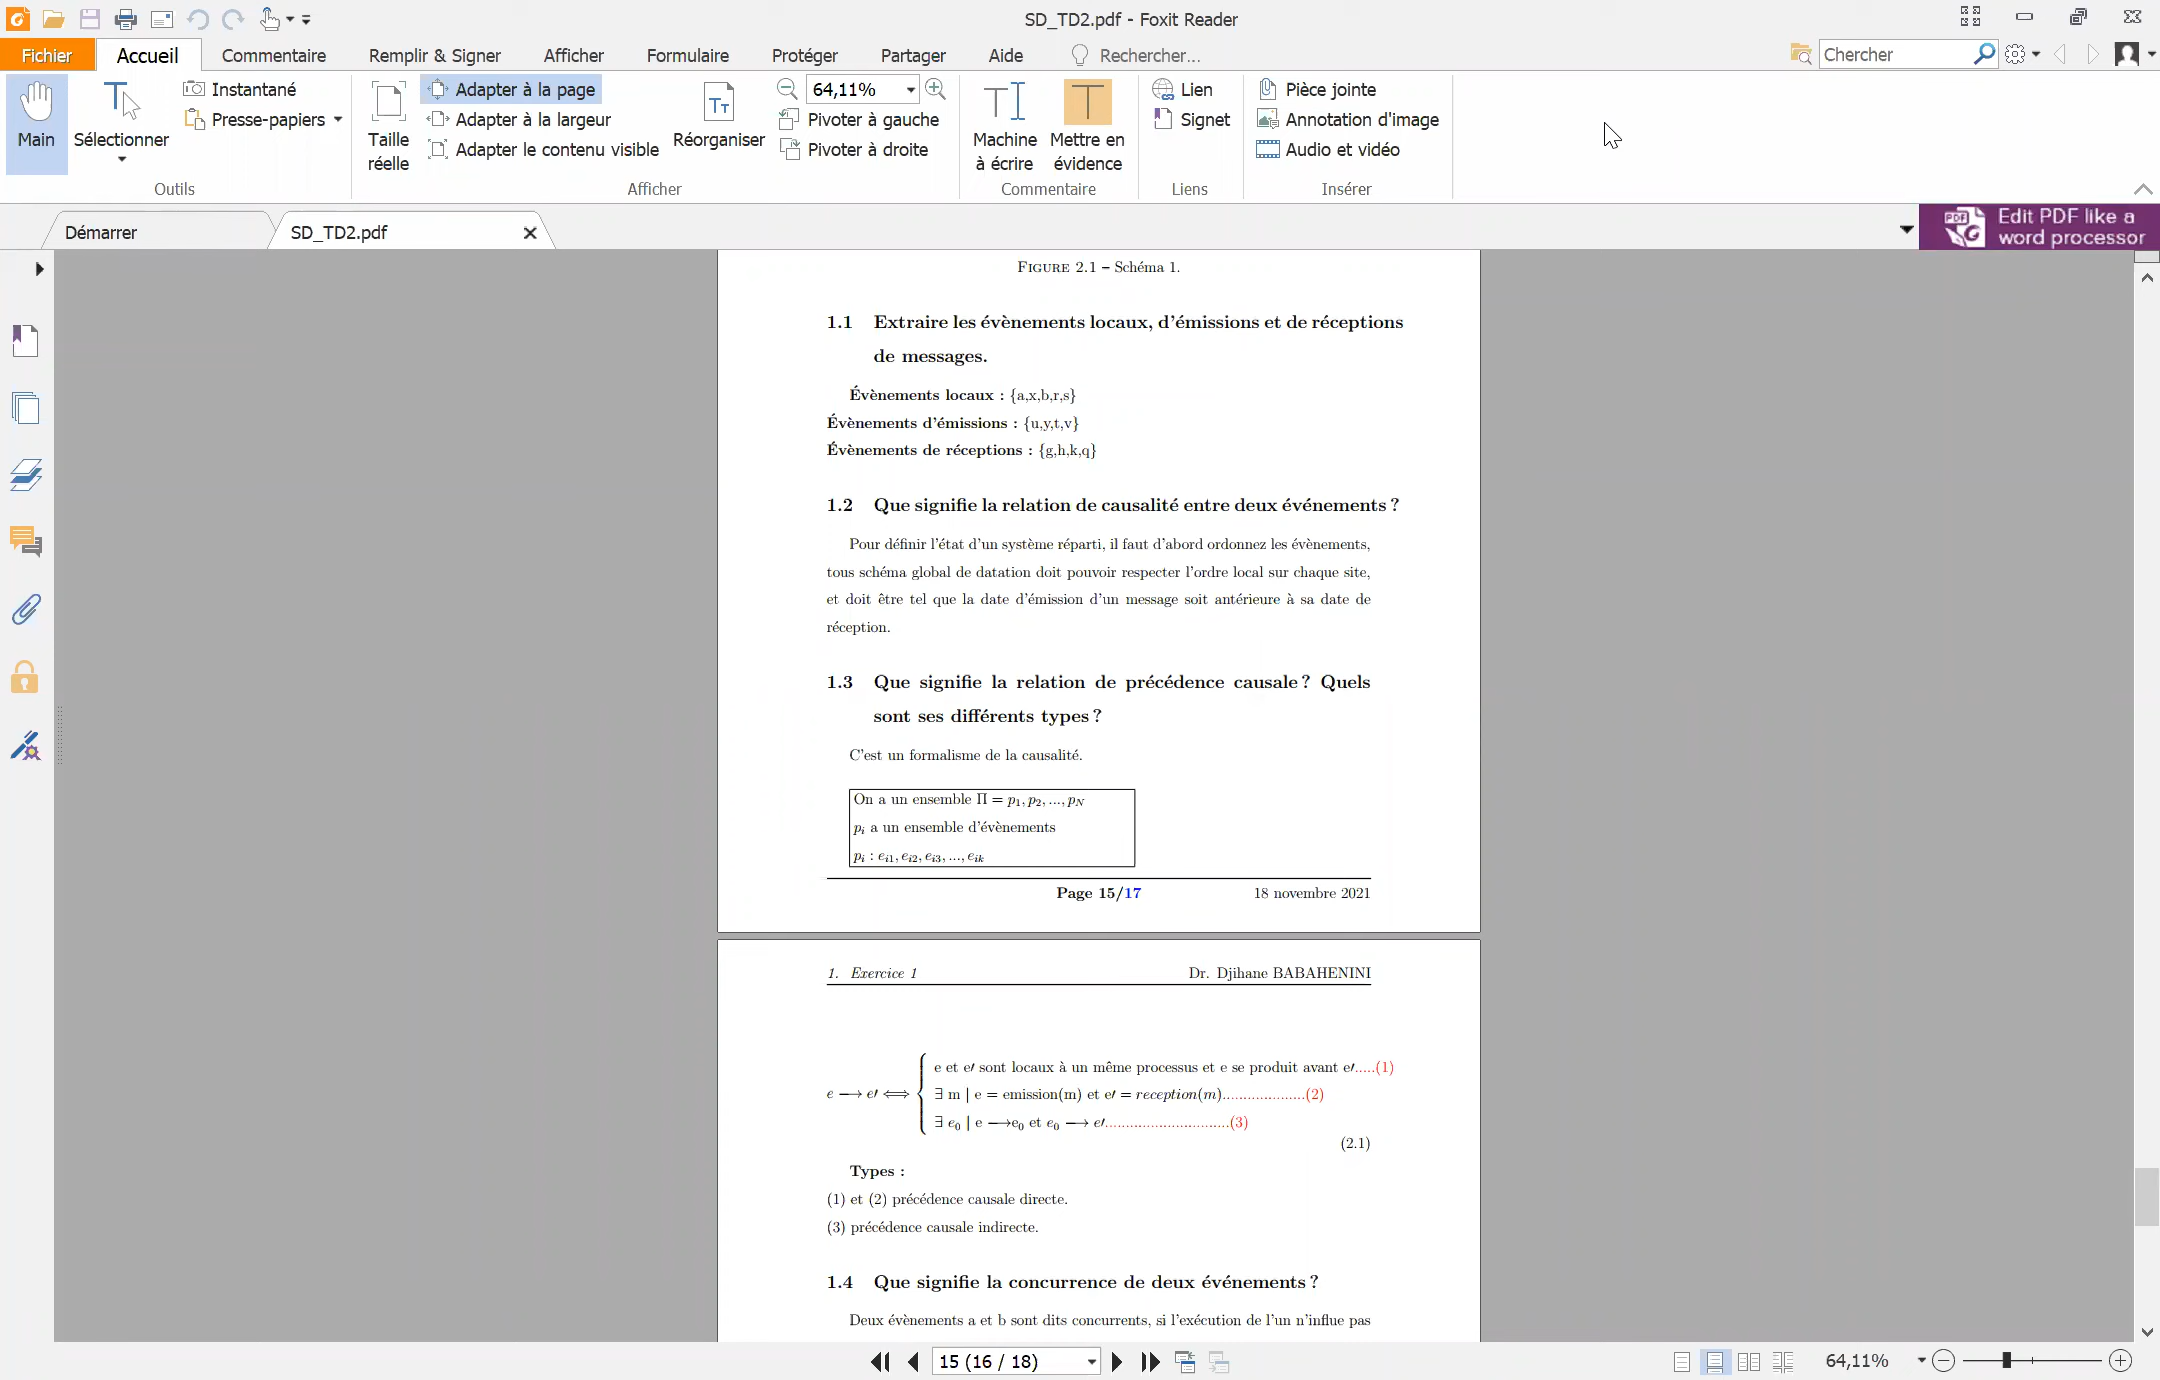 SD_TD2.pdf - Foxit Reader
Fichier Accueil Commentaire Remplir & Signer Afficher Formulaire Protéger Partager Aide Rechercher... Chercher
Main
Sélectionner
Instantané
Presse-papiers
Outils
Taille réelle
Adapter à la page
Adapter à la largeur
Adapter le contenu visible
Réorganiser
64,11%
Pivoter à gauche
Pivoter à droite
Afficher
Machine à écrire
Mettre en évidence
Commentaire
Lien
Signet
Liens
Pièce jointe
Annotation d'image
Audio et vidéo
Insérer
Démarrer SD_TD2.pdf
PDF
Edit PDF like a
word processor
FIGURE 2.1 – Schéma 1.
1.1 Extraire les évènements locaux, d'émissions et de réceptions
de messages.
Évènements locaux : {a,x,b,r,s}
Évènements d'émissions : {u,y,t,v}
Évènements de réceptions : {g,h,k,q}
1.2 Que signifie la relation de causalité entre deux événements ?
Pour définir l'état d'un système réparti, il faut d'abord ordonnez les évènements,
tous schéma global de datation doit pouvoir respecter l'ordre local sur chaque site,
et doit être tel que la date d'émission d'un message soit antérieure à sa date de
réception.
1.3 Que signifie la relation de précédence causale ? Quels
sont ses différents types ?
C'est un formalisme de la causalité.
On a un ensemble Π = p₁, p₂, ..., p_N
p_i a un ensemble d'évènements
p_i : e_i1, e_i2, e_i3, ..., e_ik
Page 15/17 18 novembre 2021
1. Exercice 1 Dr. Djihane BABAHENINI
e et e′ sont locaux à un même processus et e se produit avant e′.....(1)
e ⟶ e′ ⟺ { ∃ m | e = emission(m) et e′ = reception(m)....................(2)
∃ e₀ | e ⟶e₀ et e₀ ⟶ e′..............................(3)
(2.1)
Types :
(1) et (2) précédence causale directe.
(3) précédence causale indirecte.
1.4 Que signifie la concurrence de deux événements ?
Deux évènements a et b sont dits concurrents, si l'exécution de l'un n'influe pas
15 (16 / 18) 64,11%